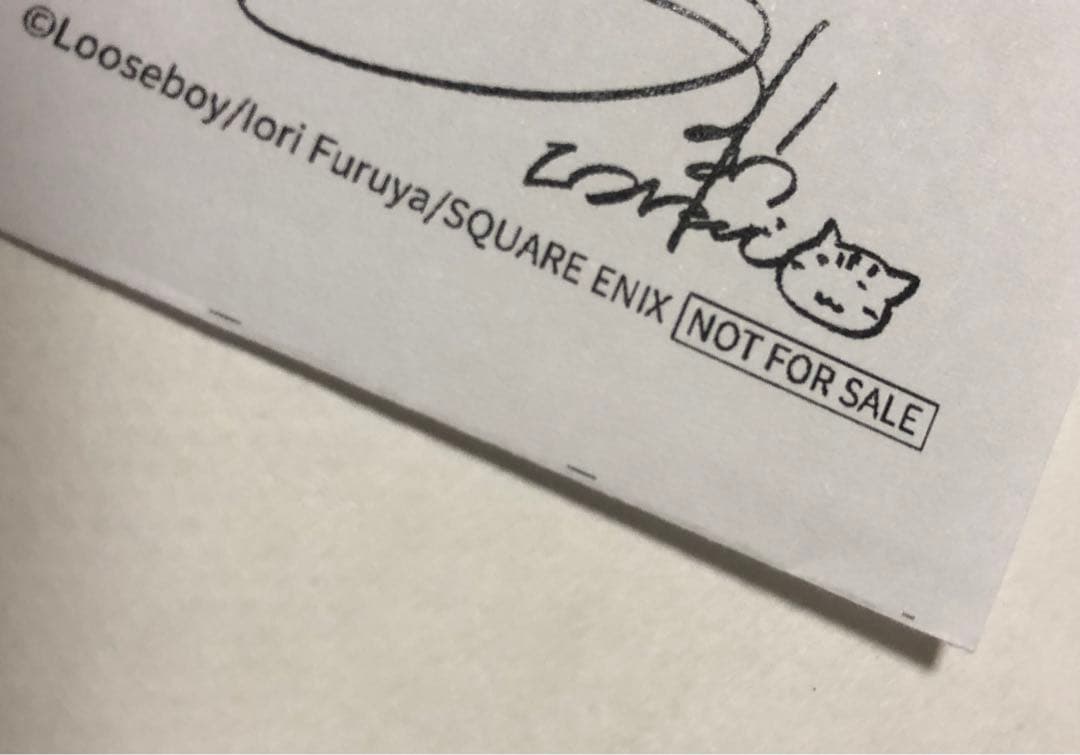 ©Looseboy/Iori Furuya/SQUARE ENIX NOT FOR SALE